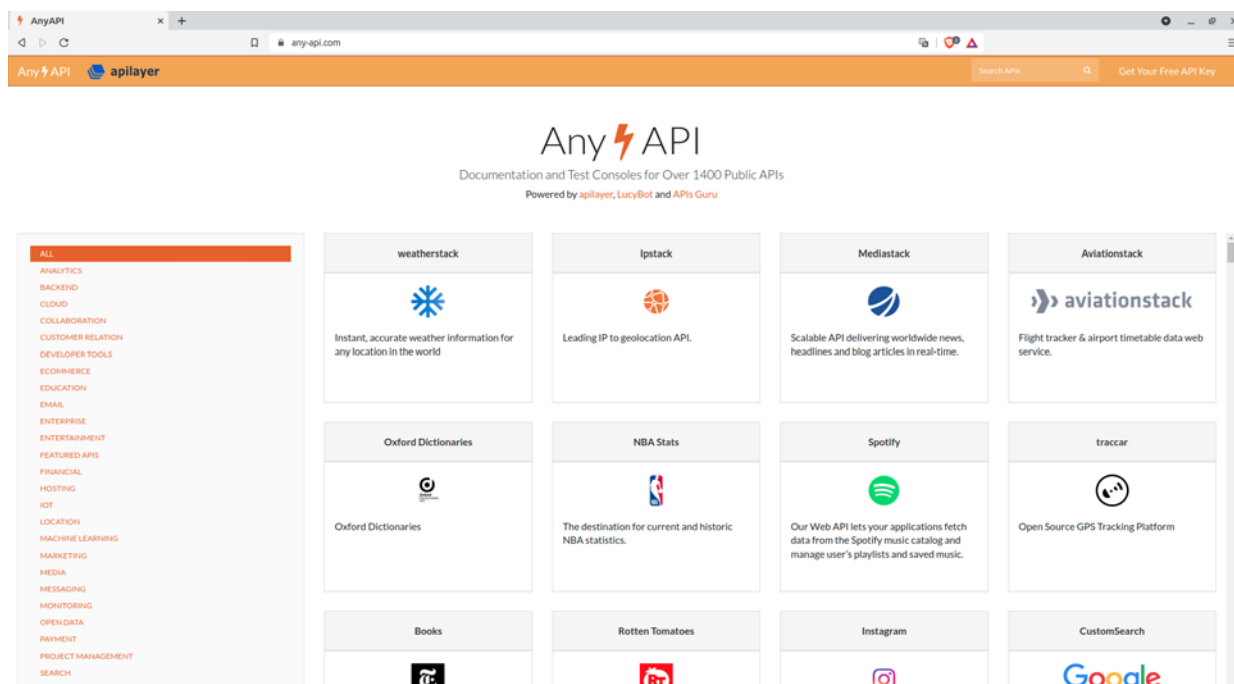 AnyAPI
any-api.com
Any API apilayer
Search APIs
Get Your Free API Key
Any API
Documentation and Test Consoles for Over 1400 Public APIs
Powered by apilayer, LucyBot and APIs Guru
ALL
ANALYTICS
BACKEND
CLOUD
COLLABORATION
CUSTOMER RELATION
DEVELOPER TOOLS
ECOMMERCE
EDUCATION
EMAIL
ENTERPRISE
ENTERTAINMENT
FEATURED APIS
FINANCIAL
HOSTING
IOT
LOCATION
MACHINE LEARNING
MARKETING
MEDIA
MESSAGING
MONITORING
OPEN DATA
PAYMENT
PROJECT MANAGEMENT
SEARCH
weatherstack
Instant, accurate weather information for
any location in the world
Ipstack
Leading IP to geolocation API.
Mediastack
Scalable API delivering worldwide news,
headlines and blog articles in real-time.
Aviationstack
aviationstack
Flight tracker & airport timetable data web
service.
Oxford Dictionaries
Oxford Dictionaries
NBA Stats
The destination for current and historic
NBA statistics.
Spotify
Our Web API lets your applications fetch
data from the Spotify music catalog and
manage user's playlists and saved music.
traccar
Open Source GPS Tracking Platform
Books
Rotten Tomatoes
RT
Instagram
CustomSearch
Google